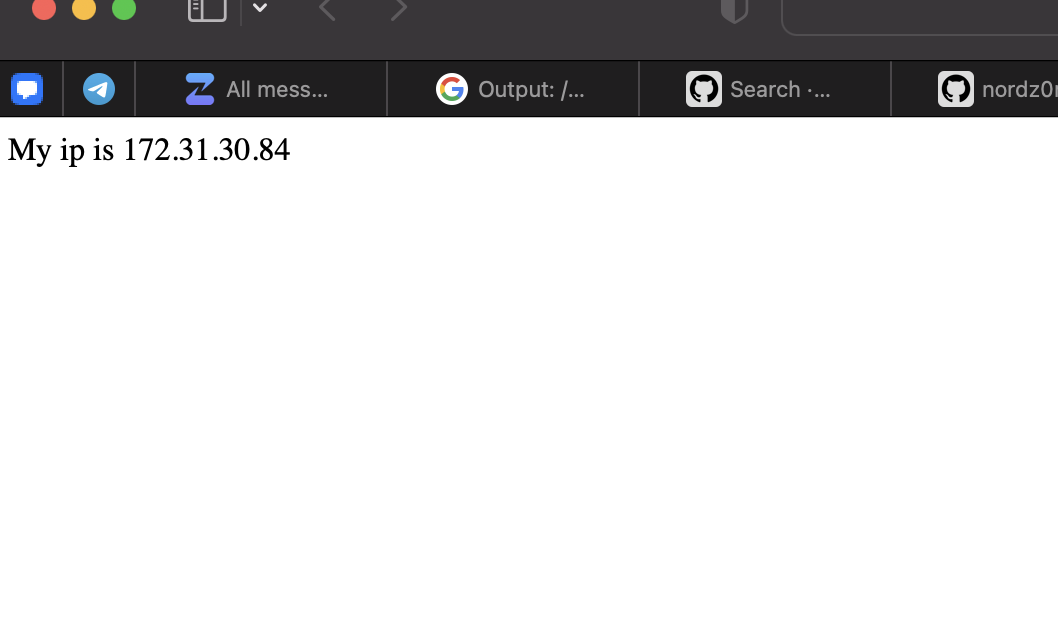 All mess...
Output: /...
Search ·...
nordz0r
My ip is 172.31.30.84